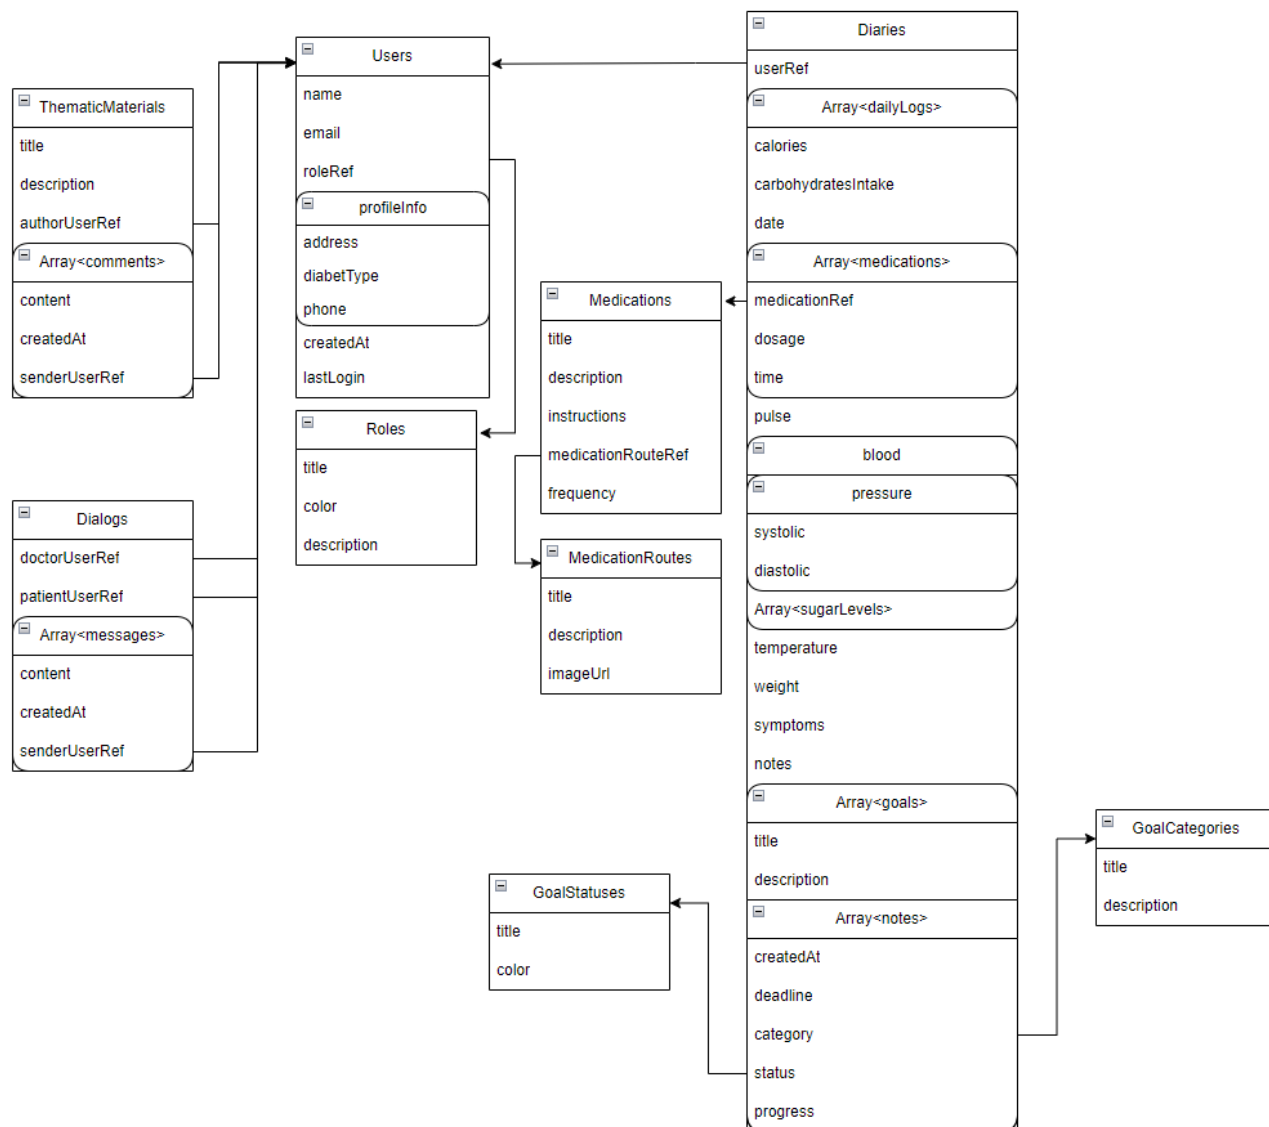 ThematicMaterials
title
description
authorUserRef
Array<comments>
content
createdAt
senderUserRef
Dialogs
doctorUserRef
patientUserRef
Array<messages>
content
createdAt
senderUserRef
Users
name
email
roleRef
profileInfo
address
diabetType
phone
createdAt
lastLogin
Roles
title
color
description
Medications
title
description
instructions
medicationRouteRef
frequency
MedicationRoutes
title
description
imageUrl
GoalStatuses
title
color
Diaries
userRef
Array<dailyLogs>
calories
carbohydratesIntake
date
Array<medications>
medicationRef
dosage
time
pulse
blood
pressure
systolic
diastolic
Array<sugarLevels>
temperature
weight
symptoms
notes
Array<goals>
title
description
Array<notes>
createdAt
deadline
category
status
progress
GoalCategories
title
description